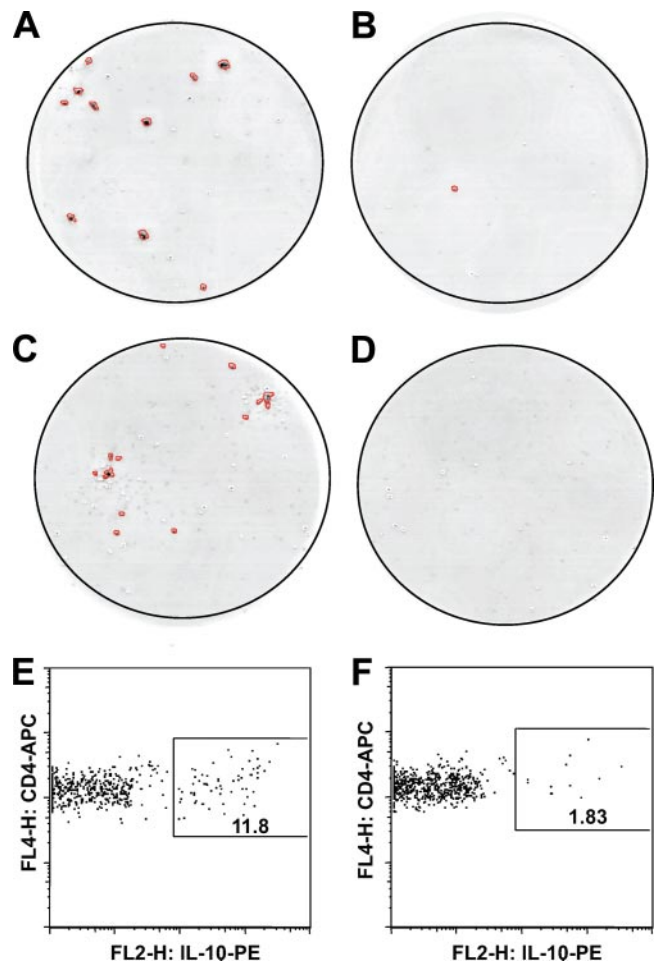 A
B
C
D
E
F
FL4-H: CD4-APC
11.8
FL2-H: IL-10-PE
FL4-H: CD4-APC
1.83
FL2-H: IL-10-PE